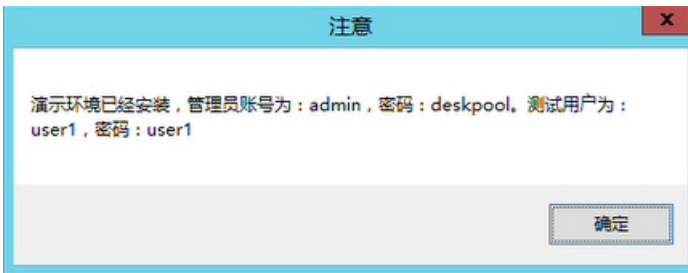 注意
x
演示环境已经安装，管理员账号为：admin，密码：deskpool。测试用户为：
user1，密码：user1
确定